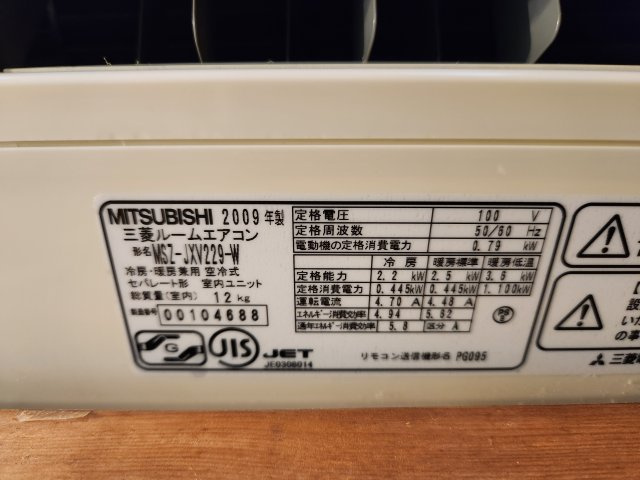 MITSUBISHI 2009年製
三菱ルームエアコン
形名 MSZ-JXV229-W
冷房・暖房兼用 空冷式
セパレート形 室内ユニット
総質量(室内) 12kg
製造番号 00104688
定格電圧 100 V
定格周波数 50/60 Hz
電動機の定格消費電力 0.79 kW
冷房 暖房標準 暖房低温
定格能力 2.2 kW 2.5 kW 3.6 kW
定格消費電力 0.445kW 0.445kW 1.100kW
運転電流 4.70 A 4.48 A
エネルギー消費効率 4.94 5.62
通年エネルギー消費効率 5.8 区分 A
PS E
S G
JIS
JET
JE0306014
リモコン送信機形名 PG095
三菱